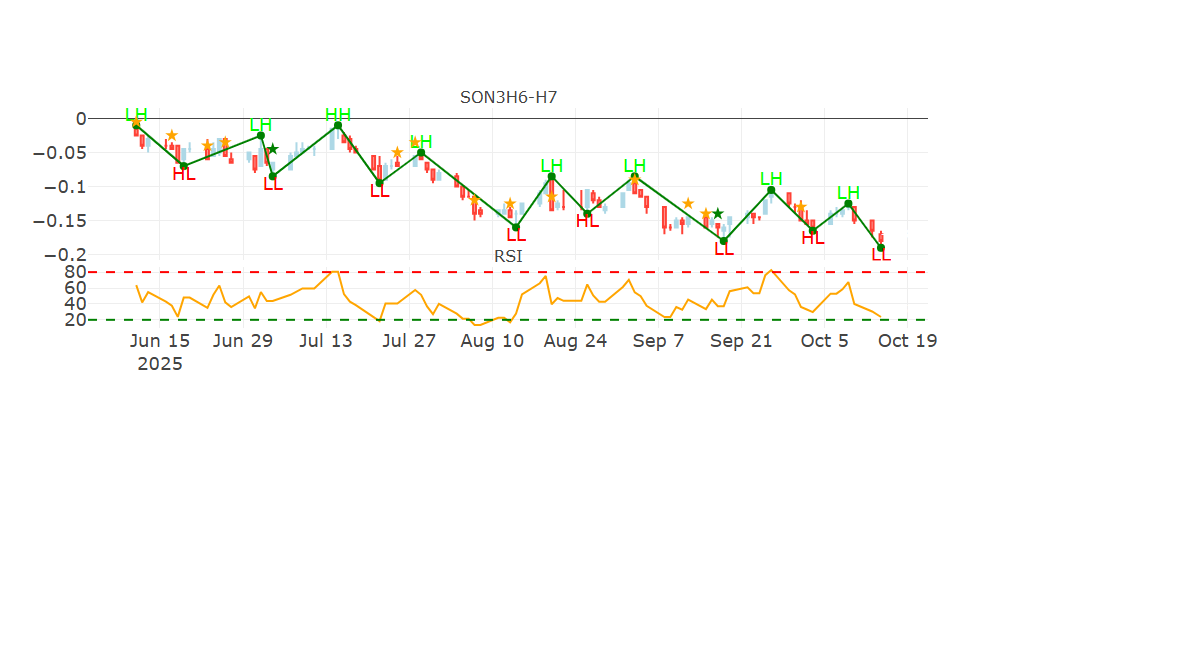 SON3H6-H7
LH
HH
LH
LH
LH
LH
LH
LH
HL
LL
LL
LL
HL
LL
HL
LL
0
−0.05
−0.1
−0.15
−0.2
RSI
80
60
40
20
Jun 15 Jun 29 Jul 13 Jul 27 Aug 10 Aug 24 Sep 7 Sep 21 Oct 5 Oct 19
2025